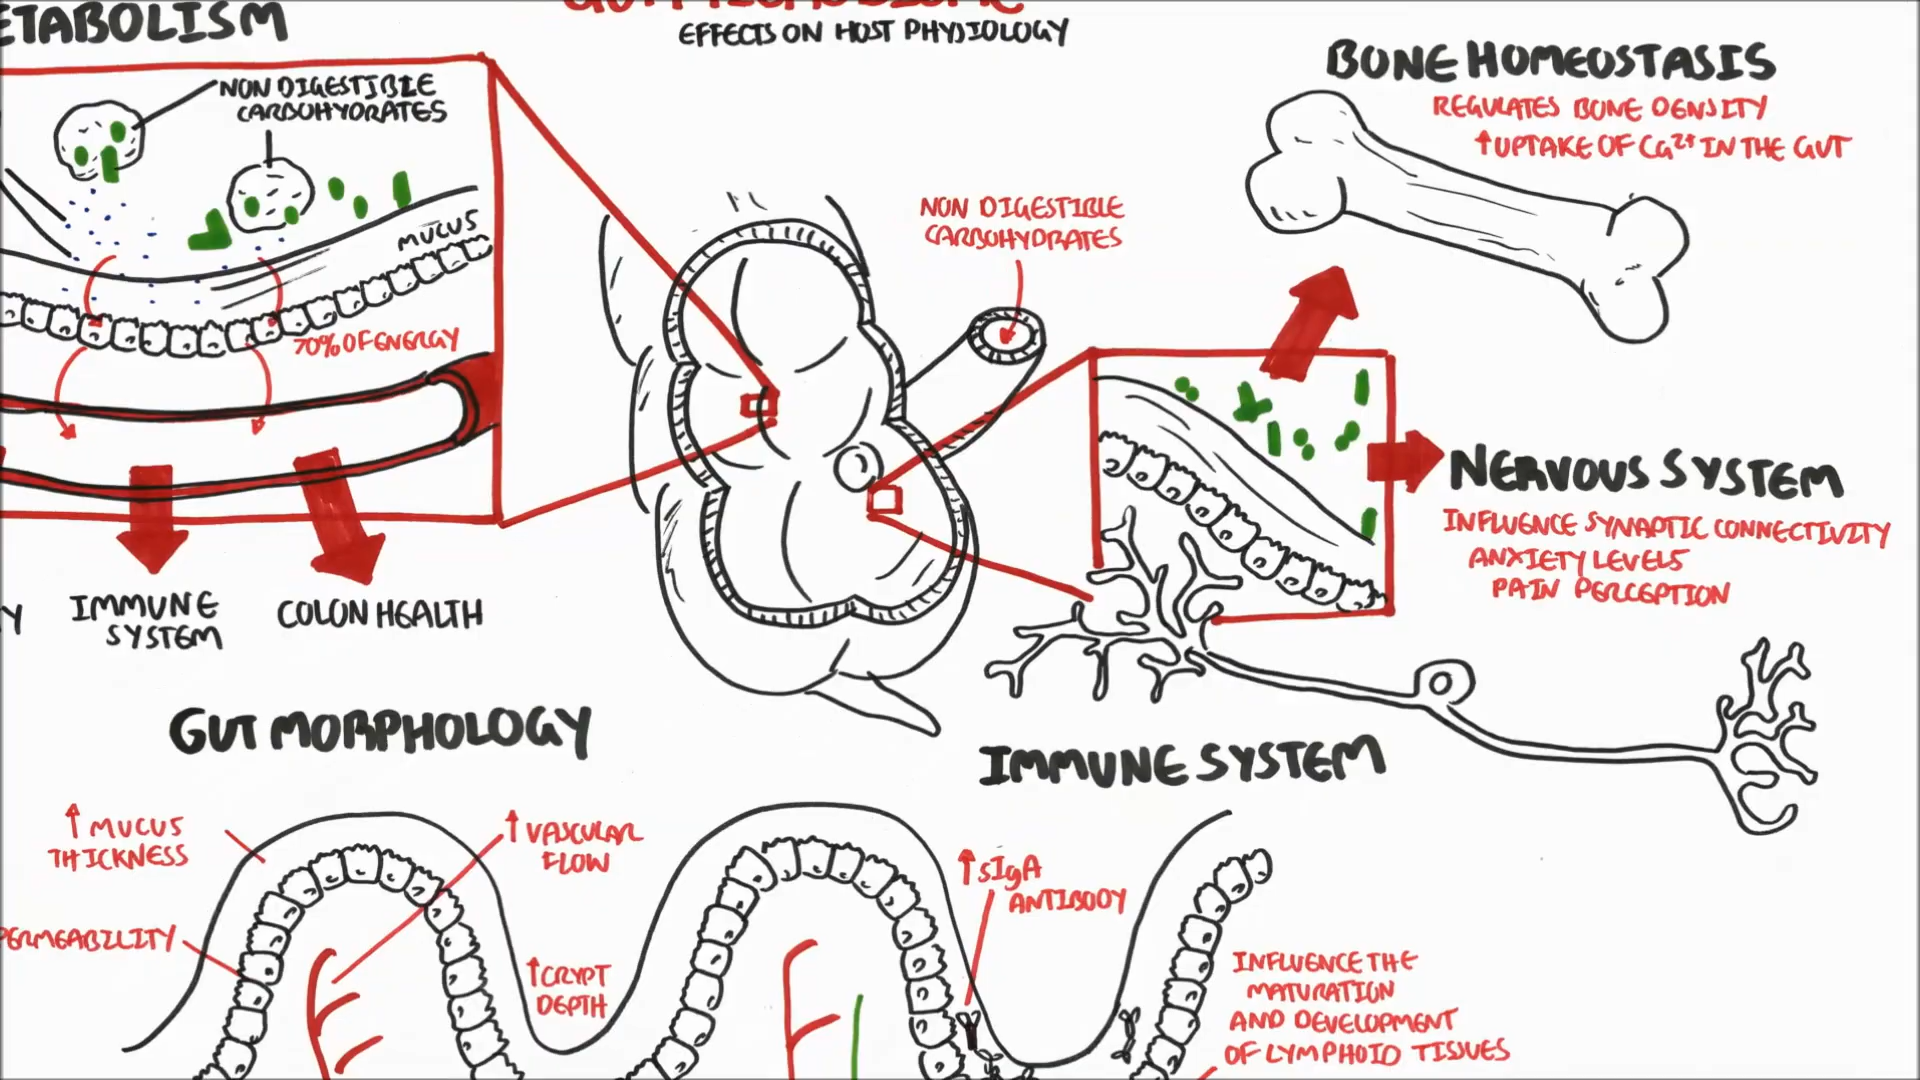 EFFECTS ON HOST PHYSIOLOGY
NON DIGESTIBLE
CARBOHYDRATES
MUCUS
70% OF ENERGY
IMMUNE
SYSTEM
COLON HEALTH
NON DIGESTIBLE
CARBOHYDRATES
BONE HOMEOSTASIS
REGULATES BONE DENSITY
↑UPTAKE OF Ca²⁺ IN THE GUT
NERVOUS SYSTEM
INFLUENCE SYNAPTIC CONNECTIVITY
ANXIETY LEVELS
PAIN PERCEPTION
GUT MORPHOLOGY
↑ MUCUS
THICKNESS
PERMEABILITY
↑ VASCULAR
FLOW
↑CRYPT
DEPTH
IMMUNE SYSTEM
↑sIgA
ANTIBODY
INFLUENCE THE
MATURATION
AND DEVELOPMENT
OF LYMPHOID TISSUES